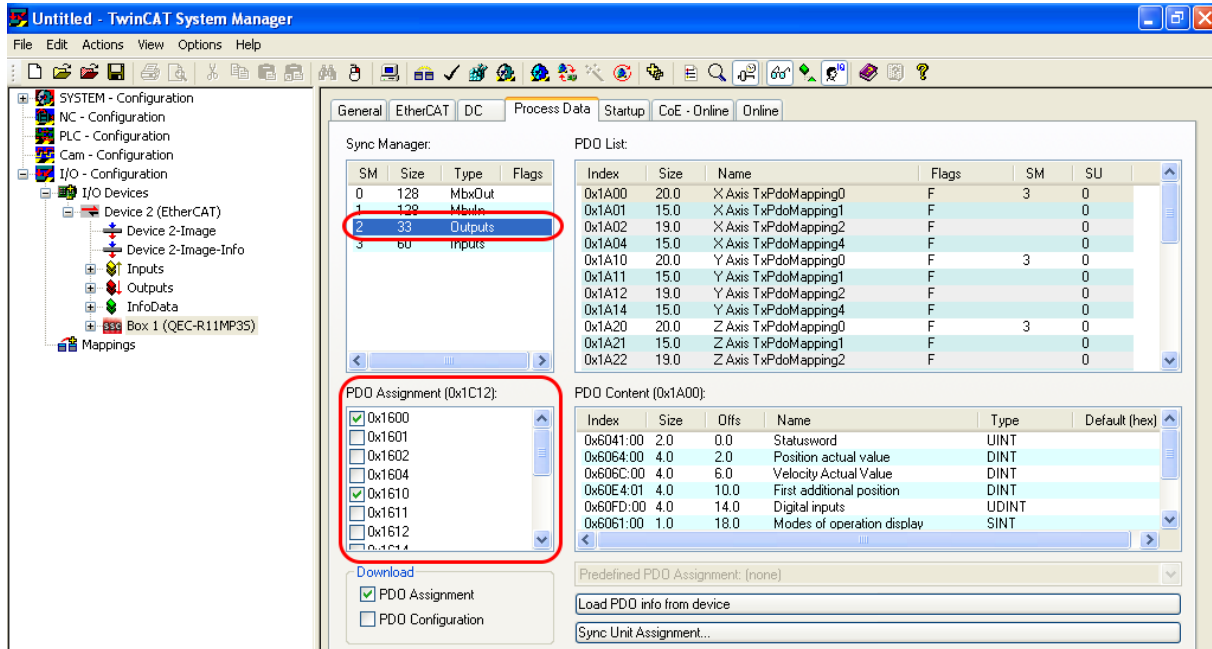 Untitled - TwinCAT System Manager
File Edit Actions View Options Help
SYSTEM - Configuration
NC - Configuration
PLC - Configuration
Cam - Configuration
I/O - Configuration
I/O Devices
Device 2 (EtherCAT)
Device 2-Image
Device 2-Image-Info
Inputs
Outputs
InfoData
Box 1 (QEC-R11MP3S)
Mappings
General EtherCAT DC Process Data Startup CoE - Online Online
Sync Manager:
SM Size Type Flags
0 128 MbxOut
1 128 MbxIn
2 33 Outputs
3 60 Inputs
PDO List:
Index Size Name Flags SM SU
0x1A00 20.0 X Axis TxPdoMapping0 F 3 0
0x1A01 15.0 X Axis TxPdoMapping1 F 0
0x1A02 19.0 X Axis TxPdoMapping2 F 0
0x1A04 15.0 X Axis TxPdoMapping4 F 0
0x1A10 20.0 Y Axis TxPdoMapping0 F 3 0
0x1A11 15.0 Y Axis TxPdoMapping1 F 0
0x1A12 19.0 Y Axis TxPdoMapping2 F 0
0x1A14 15.0 Y Axis TxPdoMapping4 F 0
0x1A20 20.0 Z Axis TxPdoMapping0 F 3 0
0x1A21 15.0 Z Axis TxPdoMapping1 F 0
0x1A22 19.0 Z Axis TxPdoMapping2 F 0
PDO Assignment (0x1C12):
0x1600
0x1601
0x1602
0x1604
0x1610
0x1611
0x1612
0x1614
PDO Content (0x1A00):
Index Size Offs Name Type Default (hex)
0x6041:00 2.0 0.0 Statusword UINT
0x6064:00 4.0 2.0 Position actual value DINT
0x606C:00 4.0 6.0 Velocity Actual Value DINT
0x60E4:01 4.0 10.0 First additional position DINT
0x60FD:00 4.0 14.0 Digital inputs UDINT
0x6061:00 1.0 18.0 Modes of operation display SINT
Download
PDO Assignment
PDO Configuration
Predefined PDO Assignment: (none)
Load PDO info from device
Sync Unit Assignment...